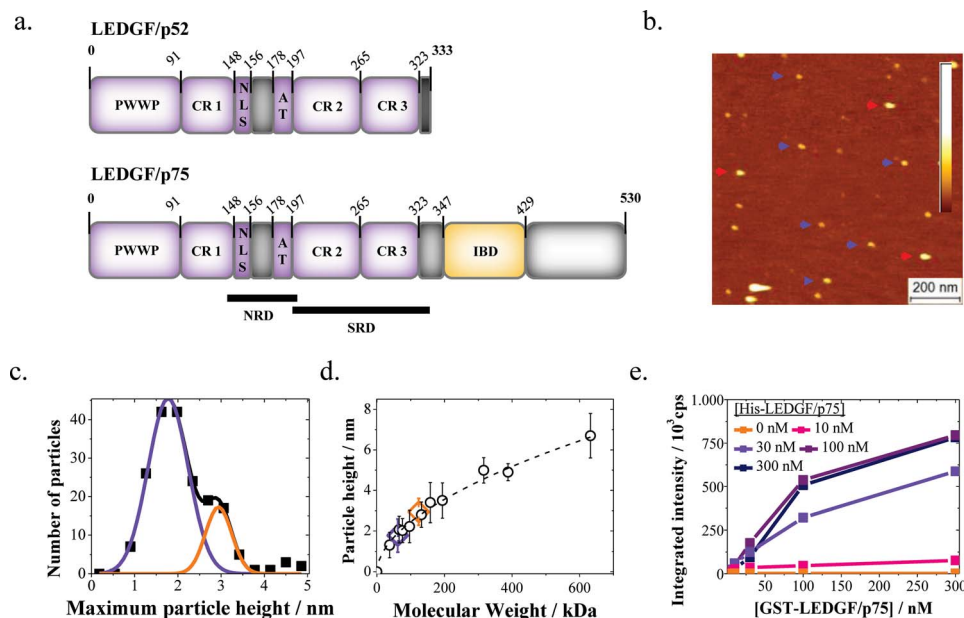 a.
LEDGF/p52
0 91 148 156 178 197 265 323 333
PWWP CR 1 NLS AT CR 2 CR 3
LEDGF/p75
0 91 148 156 178 197 265 323 347 429 530
PWWP CR 1 NLS AT CR 2 CR 3 IBD
NRD SRD
b.
200 nm
c.
Number of particles
40
30
20
10
0
0 1 2 3 4 5
Maximum particle height / nm
d.
Particle height / nm
8
6
4
2
0
0 200 400 600
Molecular Weight / kDa
e.
Integrated intensity / 10³cps
1.000
750
500
250
0
[His-LEDGF/p75]
0 nM 10 nM
30 nM 100 nM
300 nM
0 50 100 150 200 250 300
[GST-LEDGF/p75] / nM